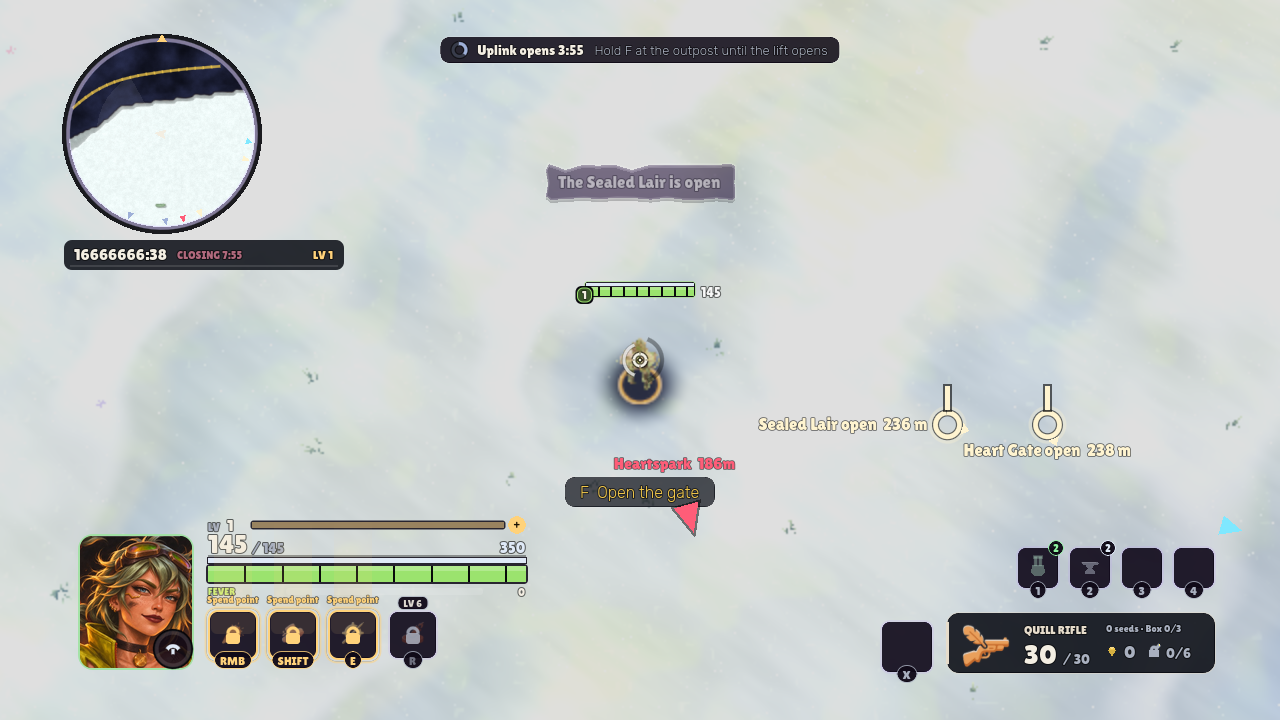 Uplink opens 3:55 Hold F at the outpost until the lift opens
The Sealed Lair is open
16666666:38 CLOSING 7:55 LV 1
1 145
Sealed Lair open 236 m
Heart Gate open 238 m
Heartspark 186m
F Open the gate
LV 1 +
145 / 145 350
FEVER 0
Spend point Spend point Spend point LV 6
RMB SHIFT E R
2 2
1 2 3 4
QUILL RIFLE 0 seeds · Box 0/3
30 / 30 0 0/6
X